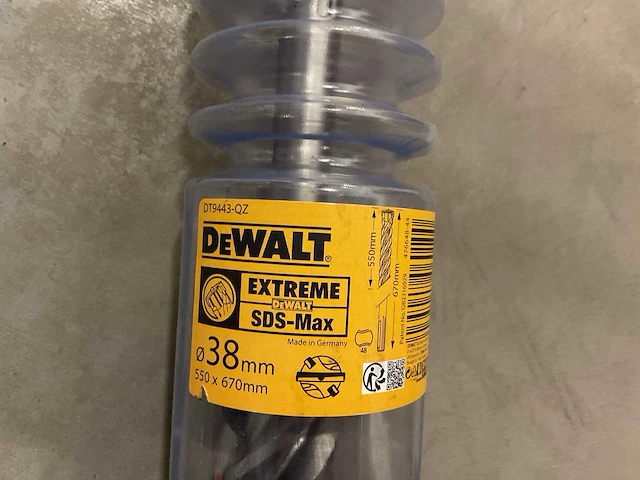 DT9443-QZ
DEWALT®
EXTREME
DEWALT
SDS-Max
Made in Germany
ø38mm
550 x 670mm
550mm
670mm
48